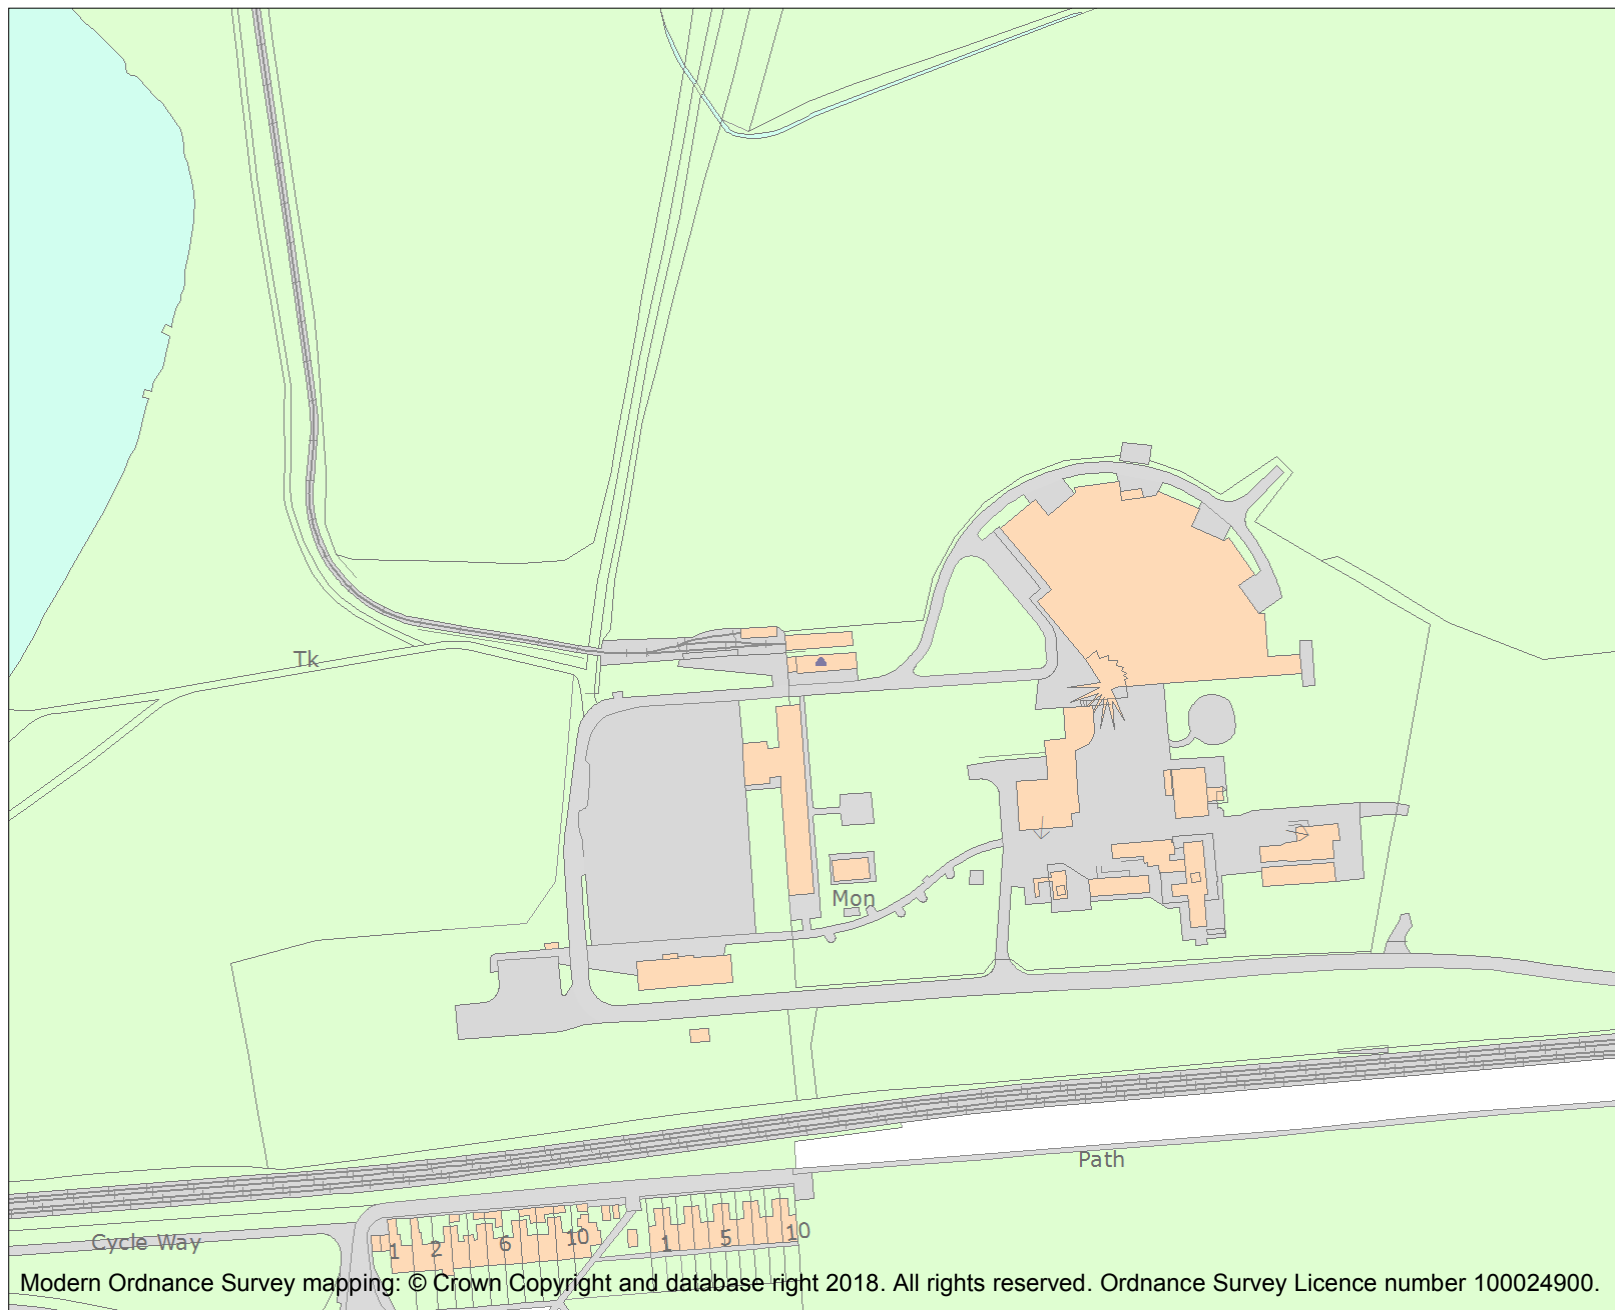 Tk
Mon
Path
Cycle Way
1 2 6 10 1 5 10
Modern Ordnance Survey mapping: © Crown Copyright and database right 2018. All rights reserved. Ordnance Survey Licence number 100024900.